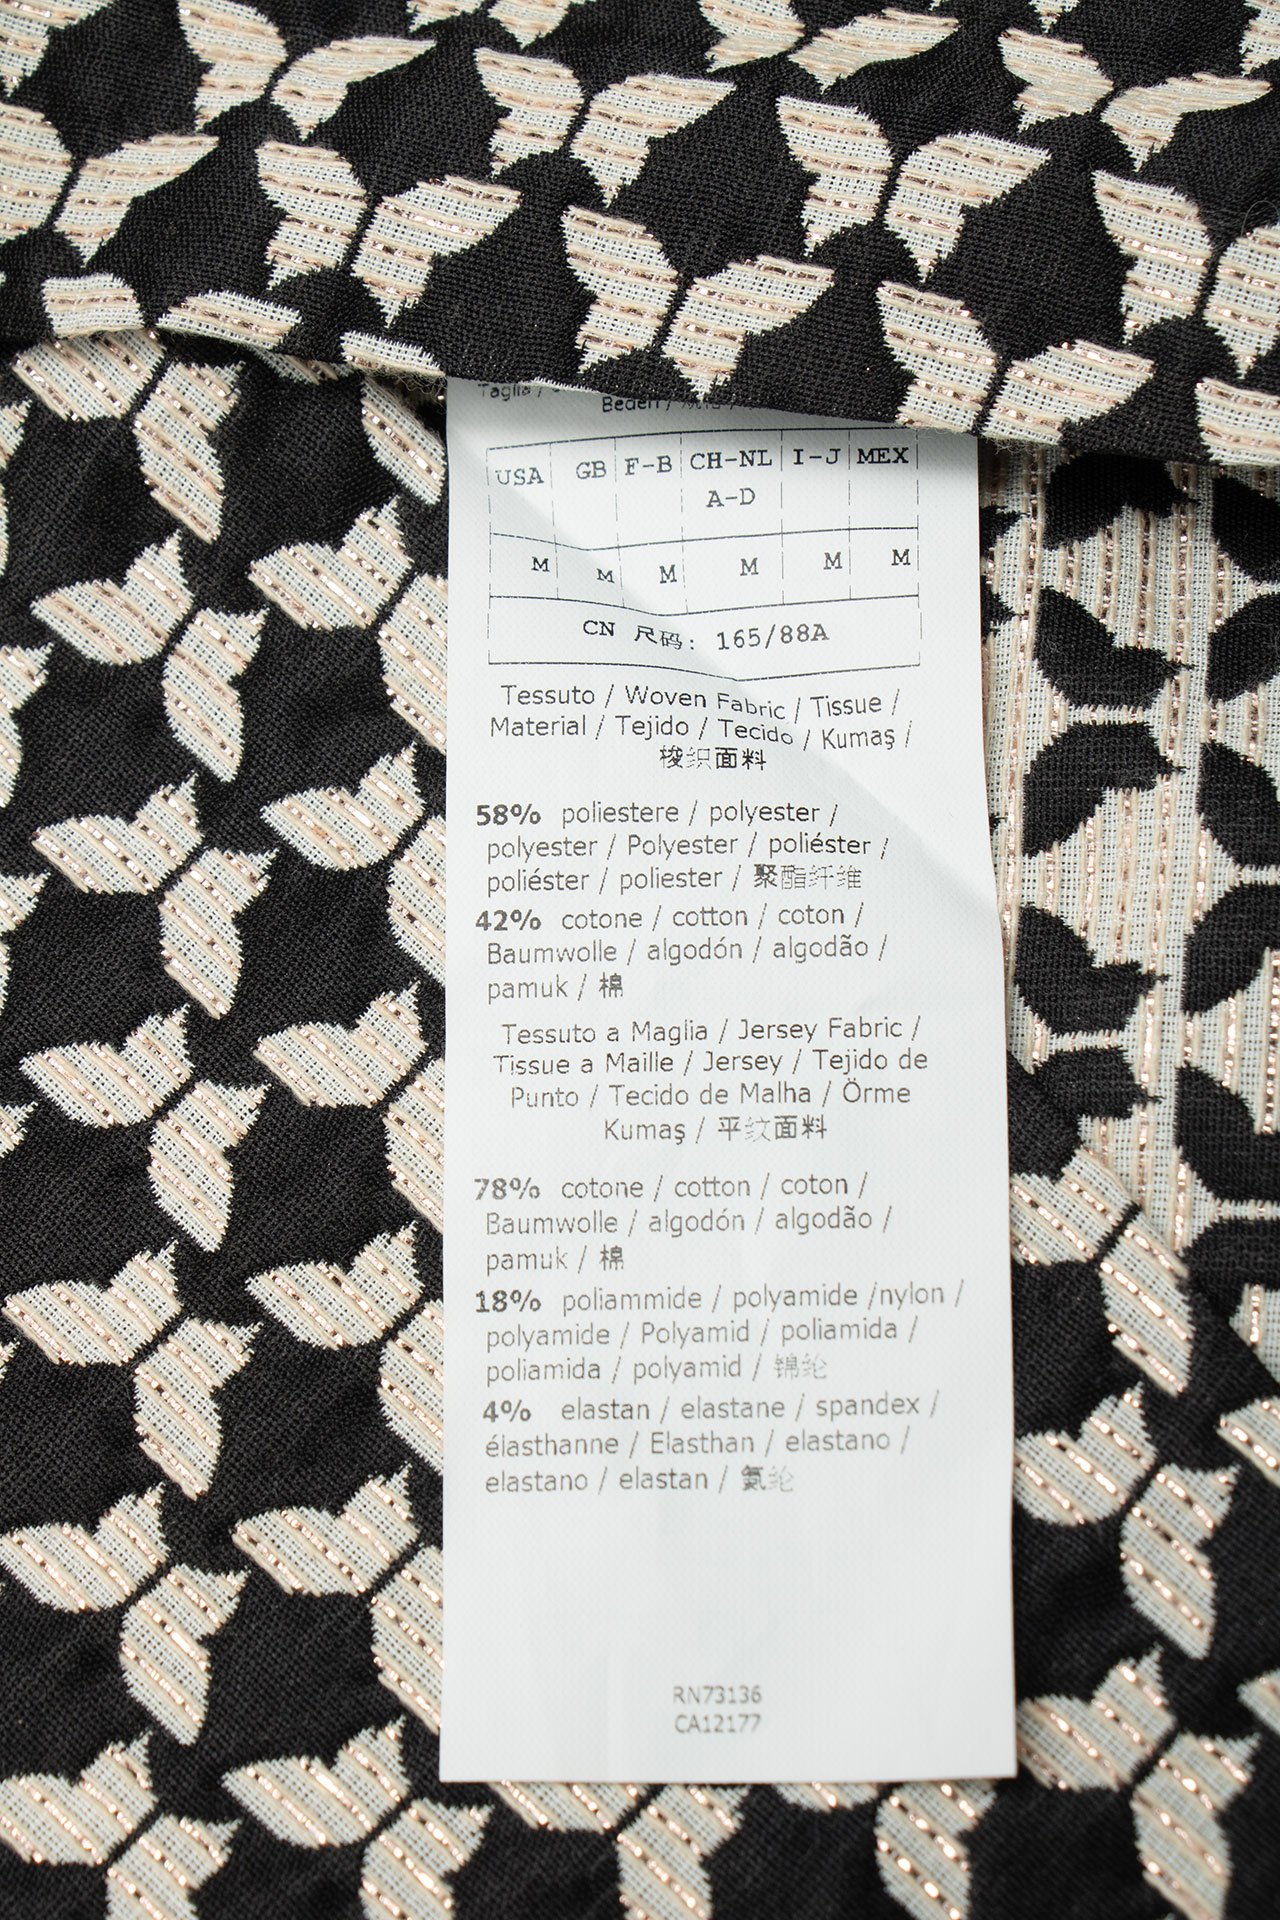 Taglia /
Beden /
USA GB F-B CH-NL I-J MEX
A-D
M M M M M M
CN 尺码: 165/88A
Tessuto / Woven Fabric / Tissue /
Material / Tejido / Tecido / Kumaş /
梭织面料
58% poliestere / polyester /
polyester / Polyester / poliéster /
poliéster / poliester / 聚酯纤维
42% cotone / cotton / coton /
Baumwolle / algodón / algodão /
pamuk / 棉
Tessuto a Maglia / Jersey Fabric /
Tissue a Maille / Jersey / Tejido de
Punto / Tecido de Malha / Örme
Kumaş / 平纹面料
78% cotone / cotton / coton /
Baumwolle / algodón / algodão /
pamuk / 棉
18% poliammide / polyamide /nylon /
polyamide / Polyamid / poliamida /
poliamida / polyamid / 锦纶
4% elastan / elastane / spandex /
élasthanne / Elasthan / elastano /
elastano / elastan / 氨纶
RN73136
CA12177